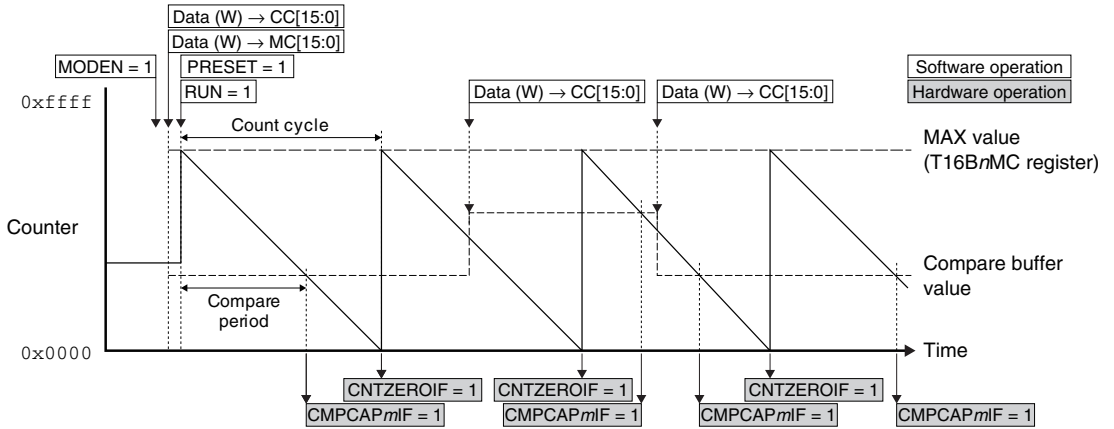 Data (W) → CC[15:0]
Data (W) → MC[15:0]
MODEN = 1
PRESET = 1
RUN = 1
Data (W) → CC[15:0]
Data (W) → CC[15:0]
Software operation
Hardware operation
0xffff
Count cycle
MAX value
(T16BnMC register)
Counter
Compare buffer
value
Compare
period
0x0000
Time
CNTZEROIF = 1
CNTZEROIF = 1
CNTZEROIF = 1
CMPCAPmIF = 1
CMPCAPmIF = 1
CMPCAPmIF = 1
CMPCAPmIF = 1